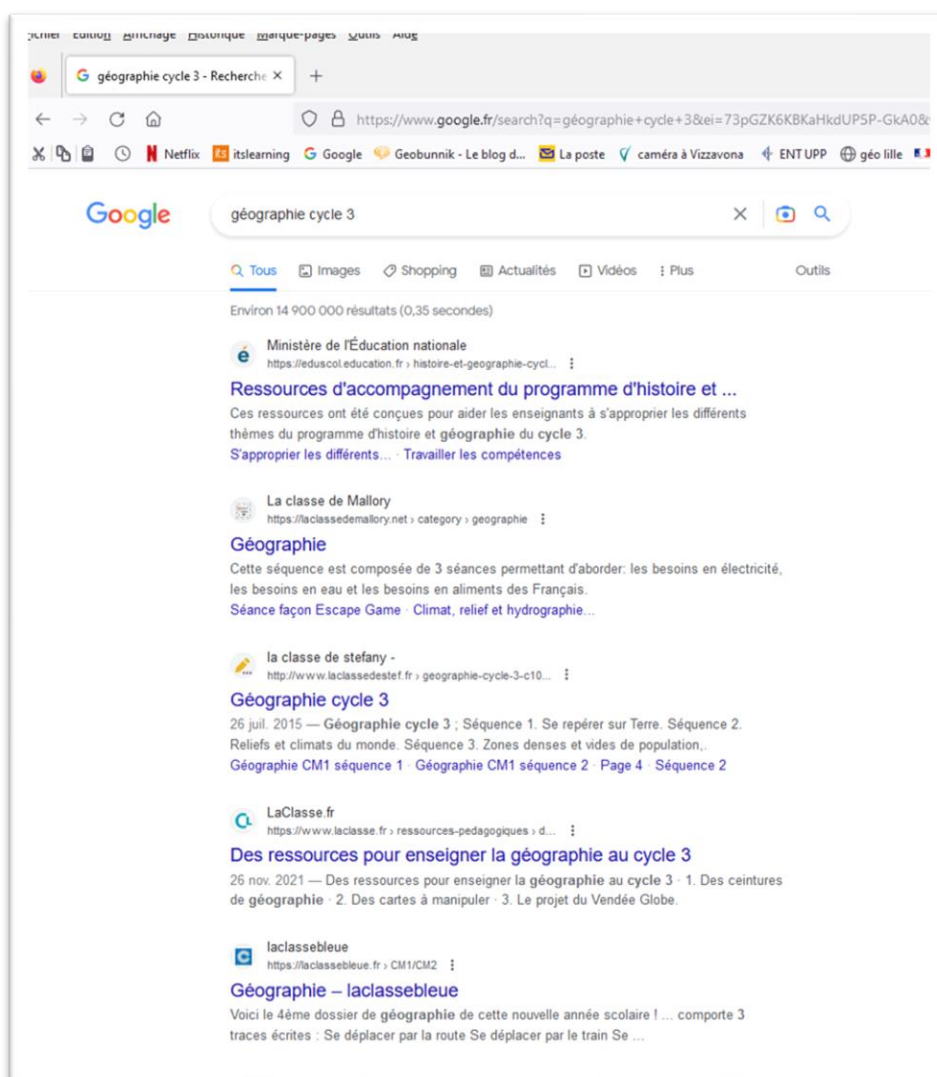 Edition Affichage Historique Marque-pages Outils Aide
géographie cycle 3 - Recherche × +
https://www.google.fr/search?q=géographie+cycle+3&ei=73pGZK6KBKaHkdUP5P-GkA0&
Netflix its itslearning Google Geobunnik - Le blog d... La poste caméra à Vizzavona ENT UPP géo lille
Google géographie cycle 3
Tous Images Shopping Actualités Vidéos Plus Outils
Environ 14 900 000 résultats (0,35 secondes)
Ministère de l'Éducation nationale
https://eduscol.education.fr › histoire-et-geographie-cycl...
Ressources d'accompagnement du programme d'histoire et ...
Ces ressources ont été conçues pour aider les enseignants à s'approprier les différents
thèmes du programme d'histoire et géographie du cycle 3.
S'approprier les différents... · Travailler les compétences
La classe de Mallory
https://laclassedemallory.net › category › geographie
Géographie
Cette séquence est composée de 3 séances permettant d'aborder: les besoins en électricité,
les besoins en eau et les besoins en aliments des Français.
Séance façon Escape Game · Climat, relief et hydrographie...
la classe de stefany -
http://www.laclassedestef.fr › geographie-cycle-3-c10...
Géographie cycle 3
26 juil. 2015 — Géographie cycle 3 ; Séquence 1. Se repérer sur Terre. Séquence 2.
Reliefs et climats du monde. Séquence 3. Zones denses et vides de population,.
Géographie CM1 séquence 1 · Géographie CM1 séquence 2 · Page 4 · Séquence 2
LaClasse.fr
https://www.laclasse.fr › ressources-pedagogiques › d...
Des ressources pour enseigner la géographie au cycle 3
26 nov. 2021 — Des ressources pour enseigner la géographie au cycle 3 · 1. Des ceintures
de géographie · 2. Des cartes à manipuler · 3. Le projet du Vendée Globe.
laclassebleue
https://laclassebleue.fr › CM1/CM2
Géographie – laclassebleue
Voici le 4ème dossier de géographie de cette nouvelle année scolaire ! ... comporte 3
traces écrites : Se déplacer par la route Se déplacer par le train Se ...